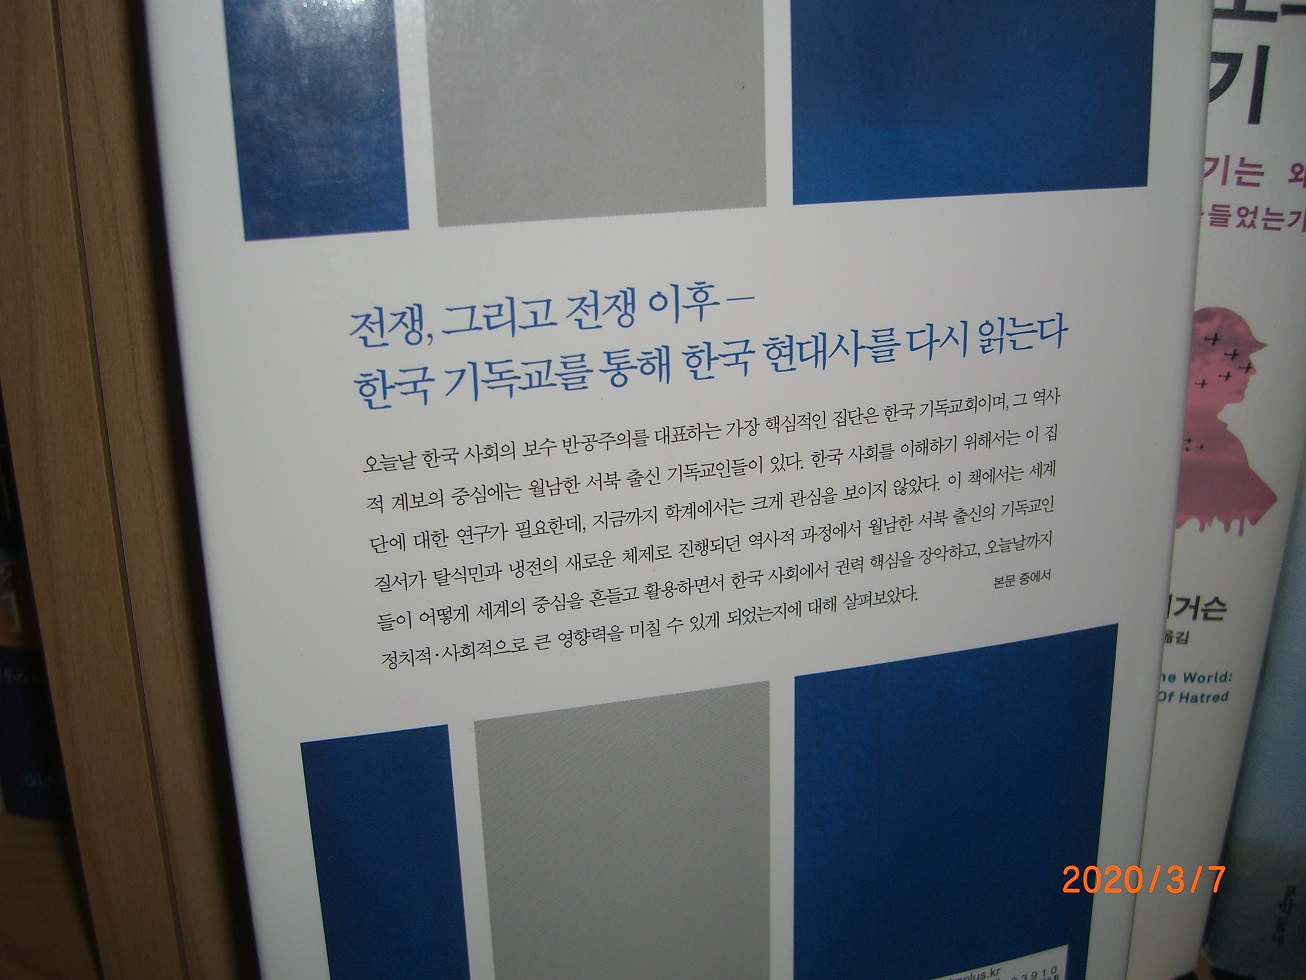 전쟁, 그리고 전쟁 이후 –
한국 기독교를 통해 한국 현대사를 다시 읽는다
오늘날 한국 사회의 보수 반공주의를 대표하는 가장 핵심적인 집단은 한국 기독교회이며, 그 역사
적 계보의 중심에는 월남한 서북 출신 기독교인들이 있다. 한국 사회를 이해하기 위해서는 이 집
단에 대한 연구가 필요한데, 지금까지 학계에서는 크게 관심을 보이지 않았다. 이 책에서는 세계
질서가 탈식민과 냉전의 새로운 체제로 진행되던 역사적 과정에서 월남한 서북 출신의 기독교인
들이 어떻게 세계의 중심을 흔들고 활용하면서 한국 사회에서 권력 핵심을 장악하고, 오늘날까지
정치적·사회적으로 큰 영향력을 미칠 수 있게 되었는지에 대해 살펴보았다.
본문 중에서
기
기는 왜
들었는가
거슨
옮김
World:
Of Hatred
2020/3/7
plus.kr
03910